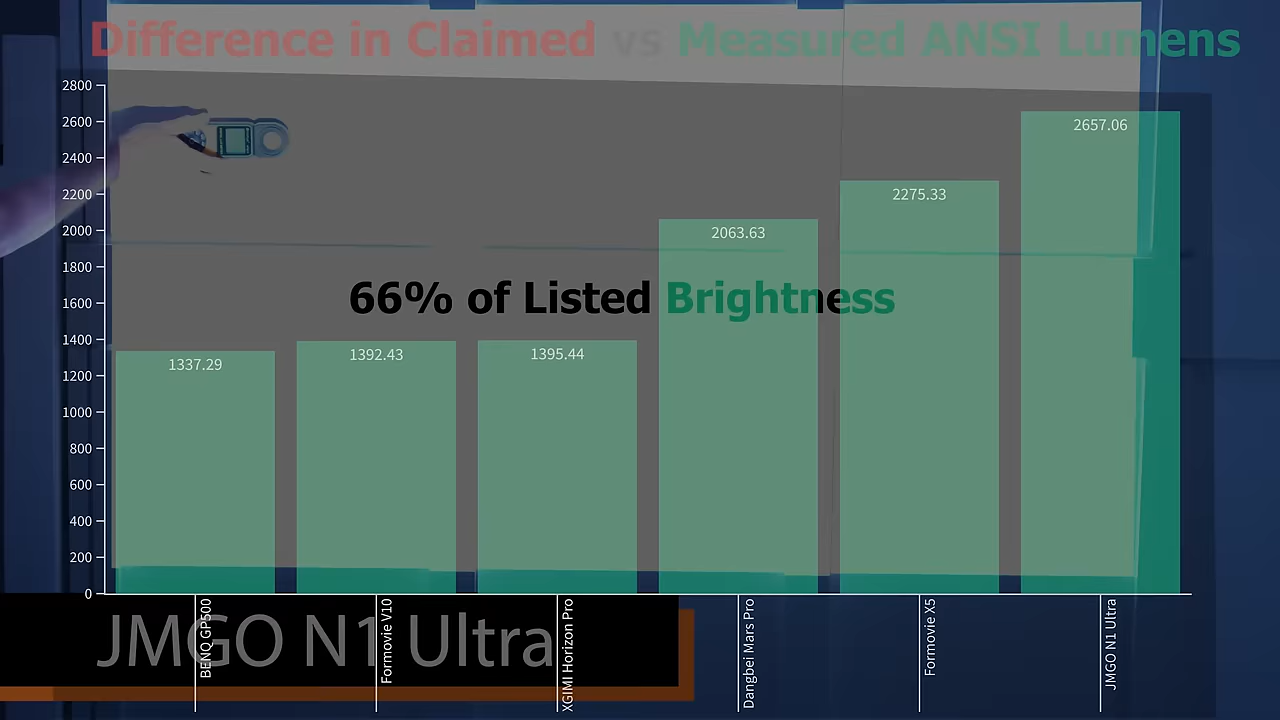 Difference in Claimed vs Measured ANSI Lumens
2800
2600
2400
2200
2000
1800
1600
1400
1200
1000
800
600
400
200
0
2657.06
2275.33
2063.63
66% of Listed Brightness
1337.29
1392.43
1395.44
BENQ GP500
Formovie V10
XGIMI Horizon Pro
Dangbei Mars Pro
Formovie X5
JMGO N1 Ultra
JMGO N1 Ultra